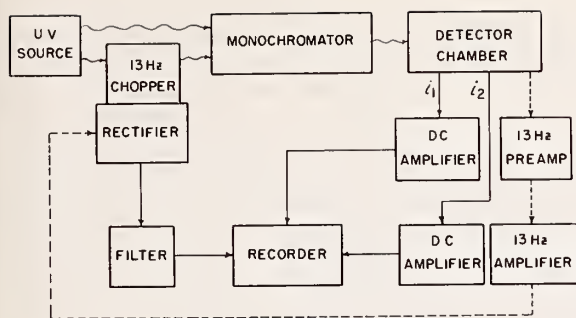 U V
SOURCE
13 Hz
CHOPPER
RECTIFIER
MONOCHROMATOR
DETECTOR
CHAMBER
i1 i2
DC
AMPLIFIER
13 Hz
PREAMP
FILTER
RECORDER
D C
AMPLIFIER
13 Hz
AMPLIFIER